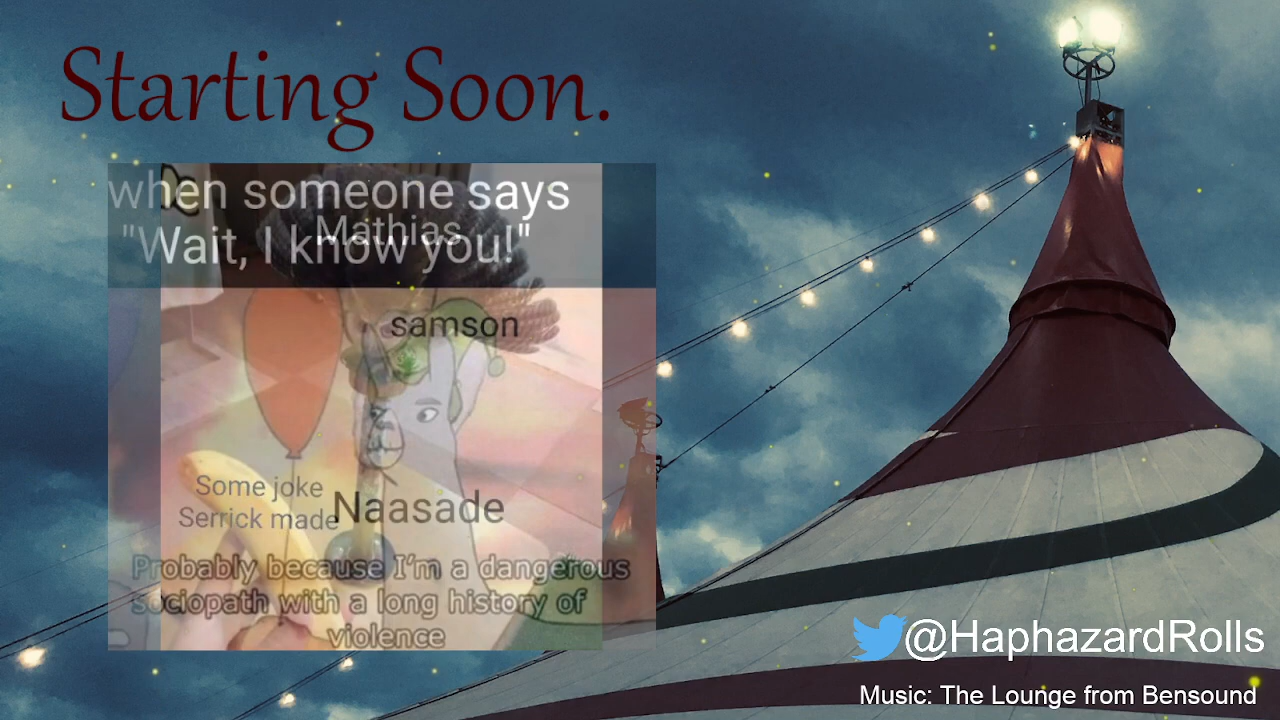 Starting Soon.
when someone says
Mathias
"Wait, I know you!"
samson
Some joke
Serrick made
Naasade
Probably because I'm a dangerous
sociopath with a long history of
violence
@HaphazardRolls
Music: The Lounge from Bensound